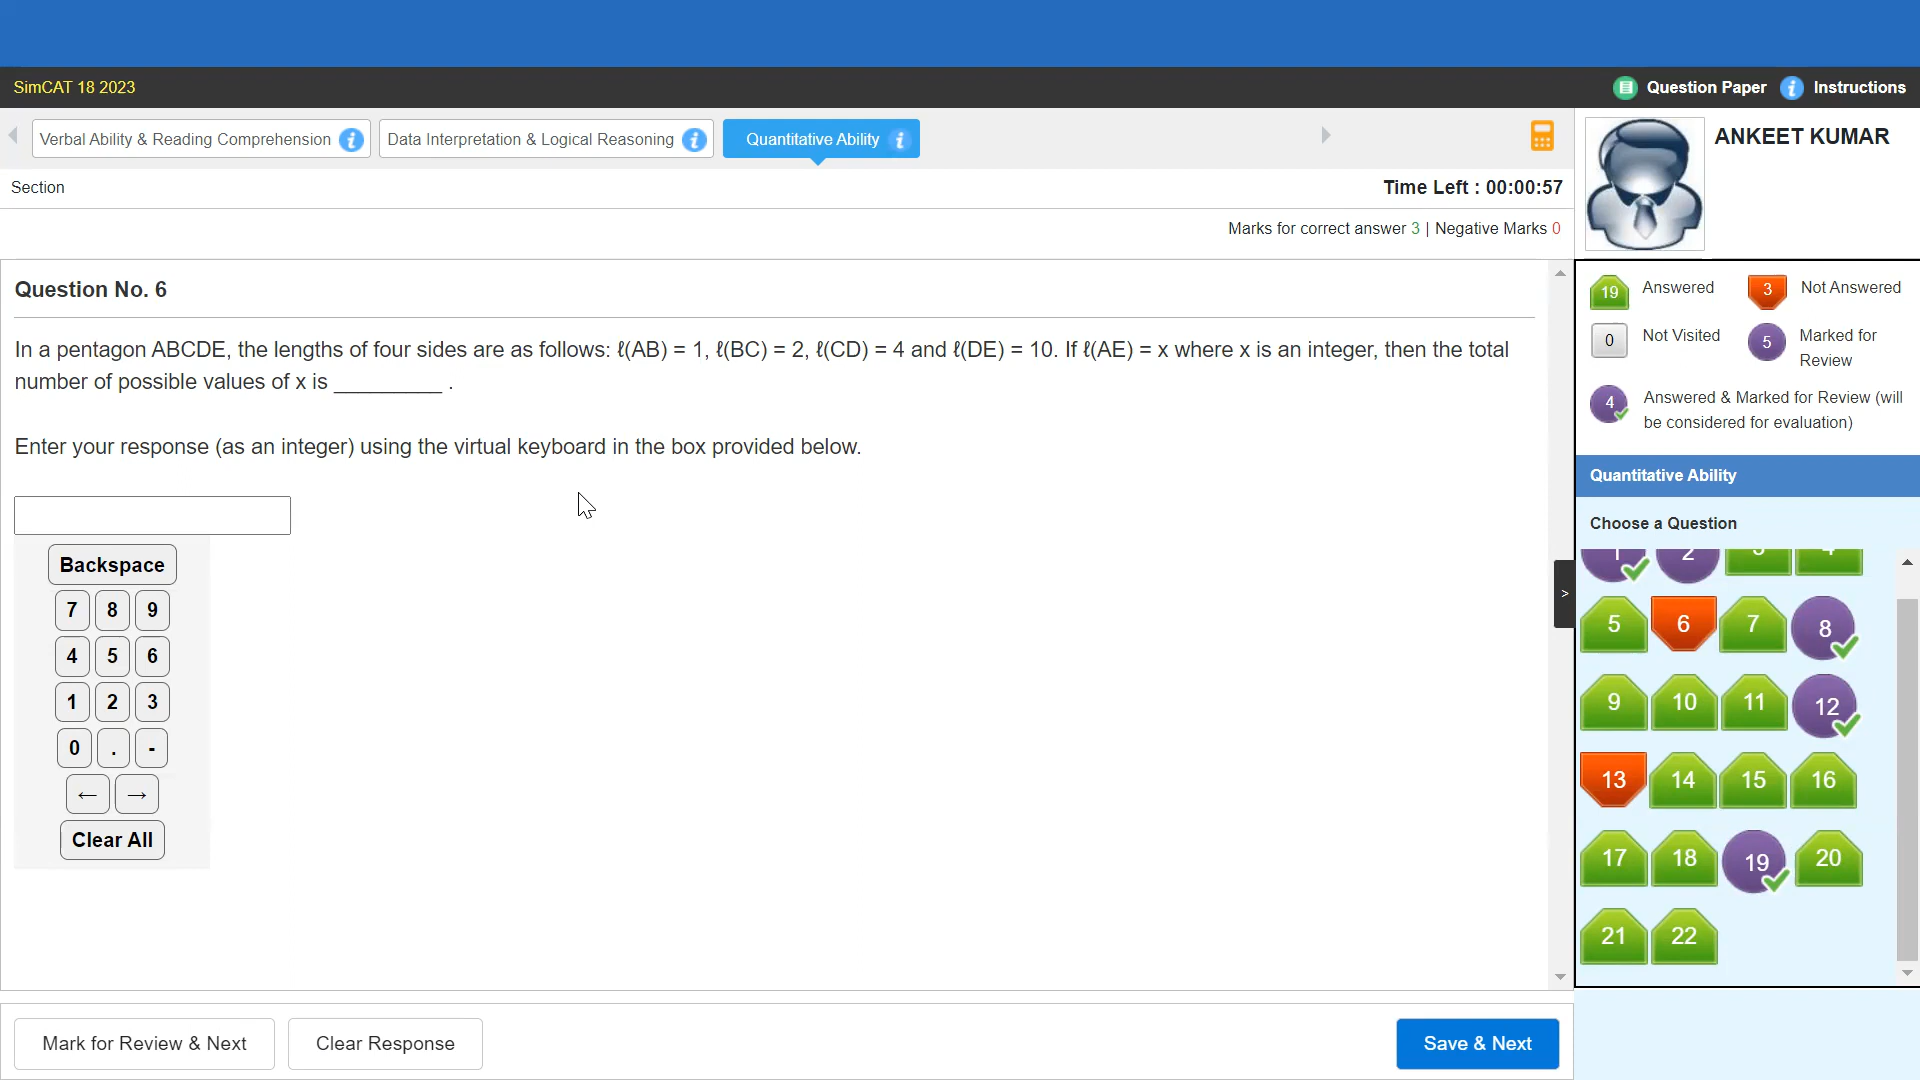 SimCAT 18 2023
Question Paper
Instructions
Verbal Ability & Reading Comprehension
Data Interpretation & Logical Reasoning
Quantitative Ability
ANKEET KUMAR
Section
Time Left : 00:00:57
Marks for correct answer 3 | Negative Marks 0
Question No. 6
In a pentagon ABCDE, the lengths of four sides are as follows: ℓ(AB) = 1, ℓ(BC) = 2, ℓ(CD) = 4 and ℓ(DE) = 10. If ℓ(AE) = x where x is an integer, then the total
number of possible values of x is _________ .
Enter your response (as an integer) using the virtual keyboard in the box provided below.
Backspace
7 8 9
4 5 6
1 2 3
0 . -
← →
Clear All
Mark for Review & Next
Clear Response
Save & Next
19 Answered
3 Not Answered
0 Not Visited
5 Marked for
Review
4 Answered & Marked for Review (will
be considered for evaluation)
Quantitative Ability
Choose a Question
1 2 3 4
5 6 7 8
9 10 11 12
13 14 15 16
17 18 19 20
21 22
>